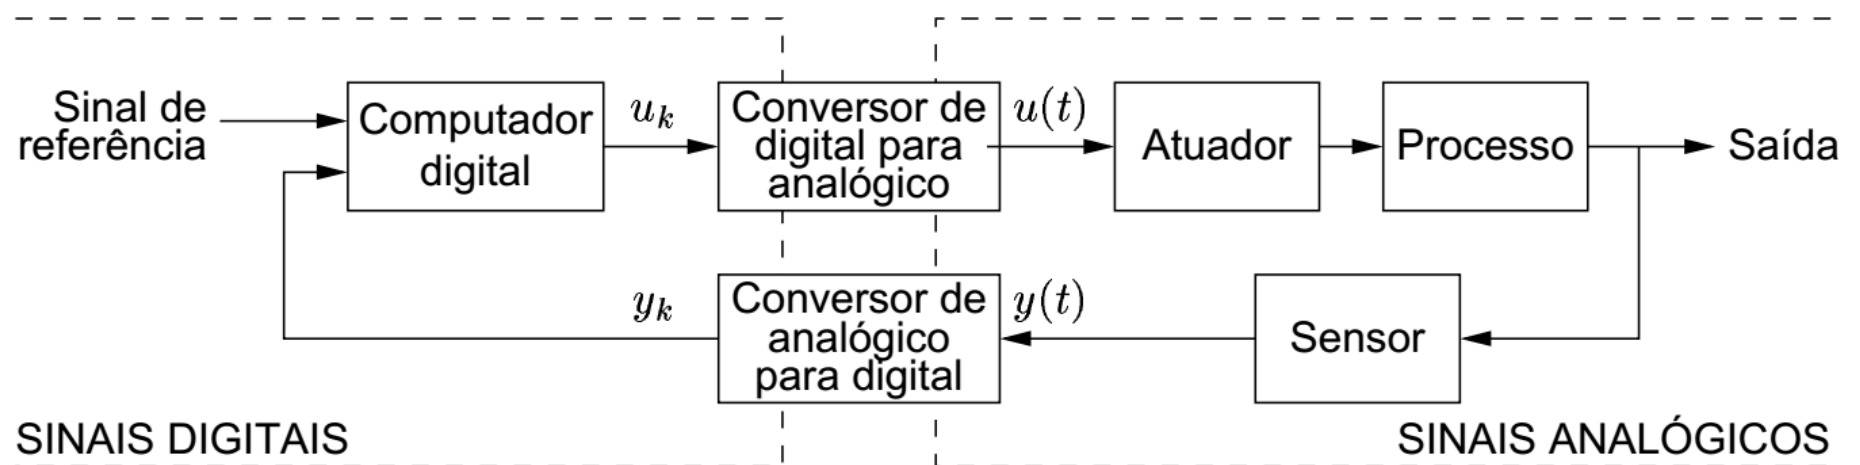 Sinal de
referência
Computador
digital
u_k
Conversor de
digital para
analógico
u(t)
Atuador
Processo
Saída
y_k
Conversor de
analógico
para digital
y(t)
Sensor
SINAIS DIGITAIS
SINAIS ANALÓGICOS